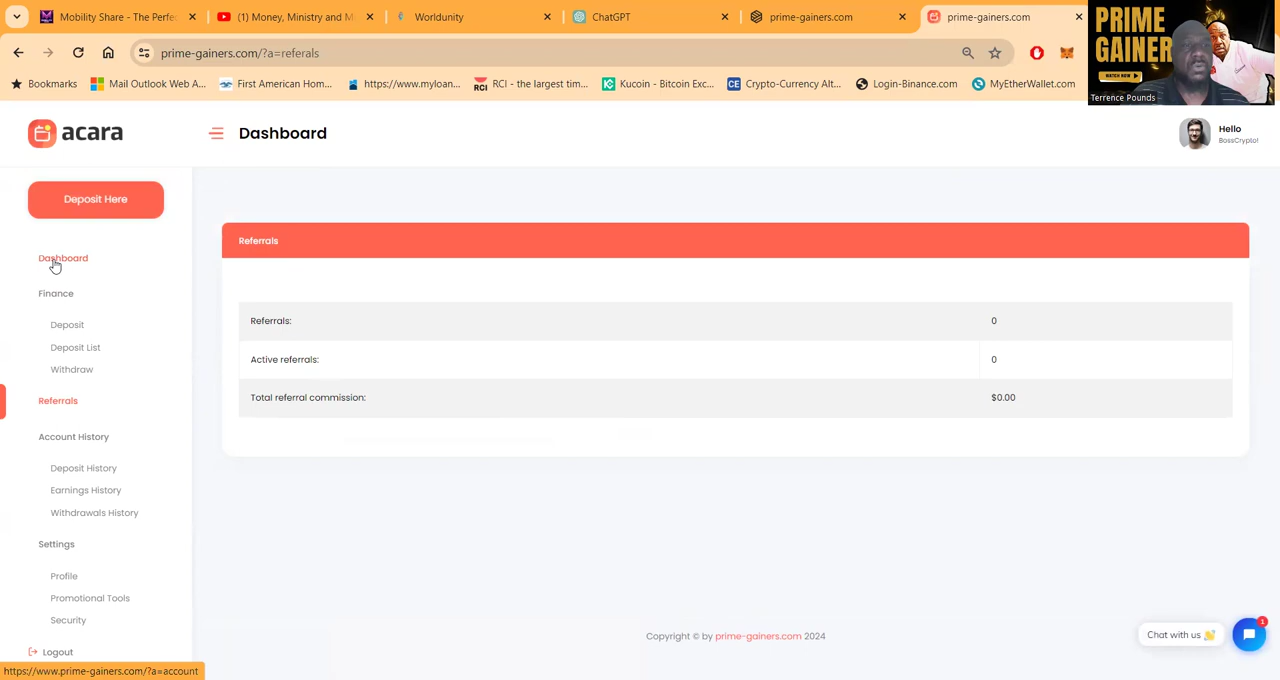 Mobility Share - The Perfec
(1) Money, Ministry and M
Worldunity
ChatGPT
prime-gainers.com
prime-gainers.com
prime-gainers.com/?a=referals
Bookmarks
Mail Outlook Web A...
First American Hom...
https://www.myloan...
RCI - the largest tim...
Kucoin - Bitcoin Exc...
Crypto-Currency Alt...
Login-Binance.com
MyEtherWallet.com
PRIME
GAINER
WATCH NOW
Terrence Pounds
acara
Dashboard
Hello
BossCrypto!
Deposit Here
Dashboard
Finance
Deposit
Deposit List
Withdraw
Referrals
Account History
Deposit History
Earnings History
Withdrawals History
Settings
Profile
Promotional Tools
Security
Logout
Referrals
Referrals: 0
Active referrals: 0
Total referral commission: $0.00
Copyright © by prime-gainers.com 2024
Chat with us 👋
1
https://www.prime-gainers.com/?a=account